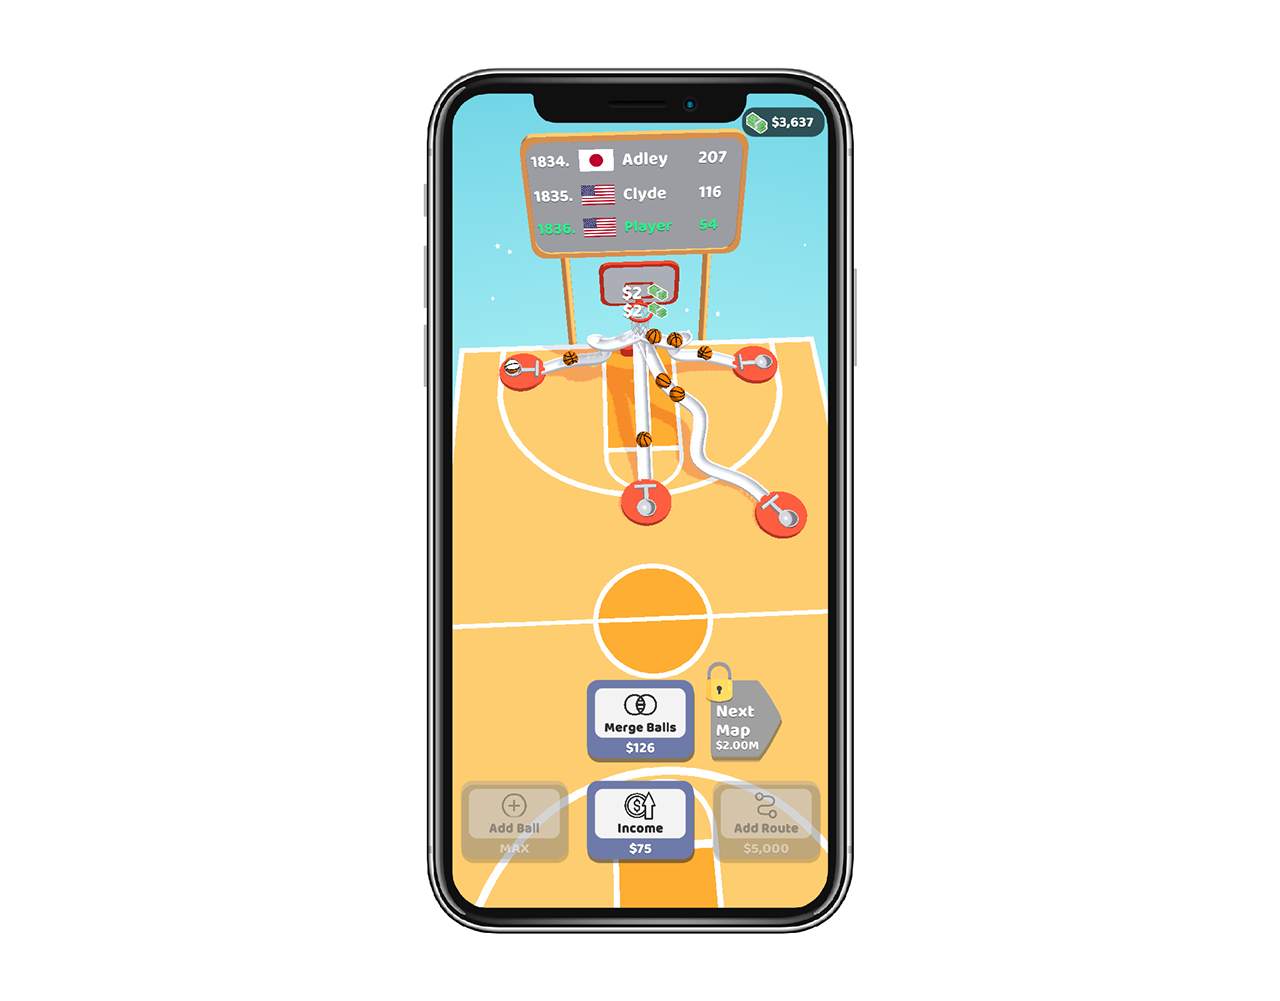 $3,637
1834. Adley 207
1835. Clyde 116
1836. Player 54
$2
$2
Merge Balls
$126
Next
Map
$2.00M
Add Ball
MAX
Income
$75
Add Route
$5,000